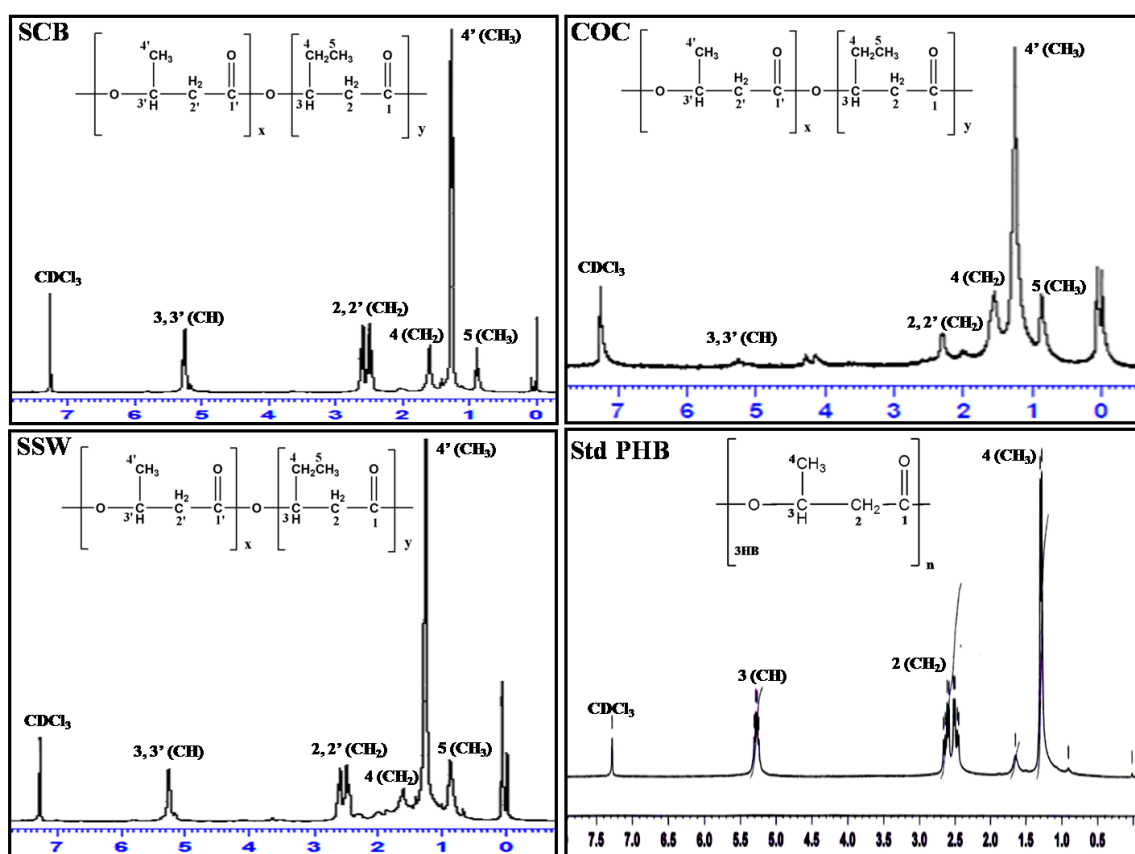 SCB
4' (CH₃)
4'
CH₃
O
4
5
CH₂CH₃
O
H₂
H₂
O
C
C
C
O
C
C
C
3' H
2'
1'
3 H
2
1
x
y
CDCl₃
3, 3' (CH)
2, 2' (CH₂)
4 (CH₂)
5 (CH₃)
7 6 5 4 3 2 1 0
COC
4' (CH₃)
4'
CH₃
O
4
5
CH₂CH₃
O
H₂
H₂
O
C
C
C
O
C
C
C
3' H
2'
1'
3 H
2
1
x
y
CDCl₃
3, 3' (CH)
2, 2' (CH₂)
4 (CH₂)
5 (CH₃)
7 6 5 4 3 2 1 0
SSW
4' (CH₃)
4'
CH₃
O
4
5
CH₂CH₃
O
H₂
H₂
O
C
C
C
O
C
C
C
3' H
2'
1'
3 H
2
1
x
y
CDCl₃
3, 3' (CH)
2, 2' (CH₂)
4 (CH₂)
5 (CH₃)
7 6 5 4 3 2 1 0
Std PHB
4 (CH₃)
4
CH₃
O
O
C
CH₂
C
3 H
2
1
3HB
n
3 (CH)
2 (CH₂)
CDCl₃
7.5 7.0 6.5 6.0 5.5 5.0 4.5 4.0 3.5 3.0 2.5 2.0 1.5 1.0 0.5